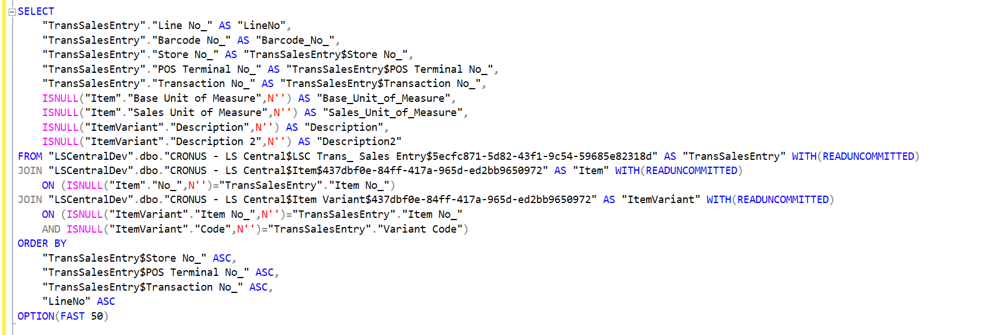 SELECT
"TransSalesEntry"."Line No_" AS "LineNo",
"TransSalesEntry"."Barcode No_" AS "Barcode_No_",
"TransSalesEntry"."Store No_" AS "TransSalesEntry$Store No_",
"TransSalesEntry"."POS Terminal No_" AS "TransSalesEntry$POS Terminal No_",
"TransSalesEntry"."Transaction No_" AS "TransSalesEntry$Transaction No_",
ISNULL("Item"."Base Unit of Measure",N'') AS "Base_Unit_of_Measure",
ISNULL("Item"."Sales Unit of Measure",N'') AS "Sales_Unit_of_Measure",
ISNULL("ItemVariant"."Description",N'') AS "Description",
ISNULL("ItemVariant"."Description 2",N'') AS "Description2"
FROM "LSCentralDev".dbo."CRONUS - LS Central$LSC Trans_ Sales Entry$5ecfc871-5d82-43f1-9c54-59685e82318d" AS "TransSalesEntry" WITH(READUNCOMMITTED)
JOIN "LSCentralDev".dbo."CRONUS - LS Central$Item$437dbf0e-84ff-417a-965d-ed2bb9650972" AS "Item" WITH(READUNCOMMITTED)
ON (ISNULL("Item"."No_",N'')="TransSalesEntry"."Item No_")
JOIN "LSCentralDev".dbo."CRONUS - LS Central$Item Variant$437dbf0e-84ff-417a-965d-ed2bb9650972" AS "ItemVariant" WITH(READUNCOMMITTED)
ON (ISNULL("ItemVariant"."Item No_",N'')="TransSalesEntry"."Item No_"
AND ISNULL("ItemVariant"."Code",N'')="TransSalesEntry"."Variant Code")
ORDER BY
"TransSalesEntry$Store No_" ASC,
"TransSalesEntry$POS Terminal No_" ASC,
"TransSalesEntry$Transaction No_" ASC,
"LineNo" ASC
OPTION(FAST 50)